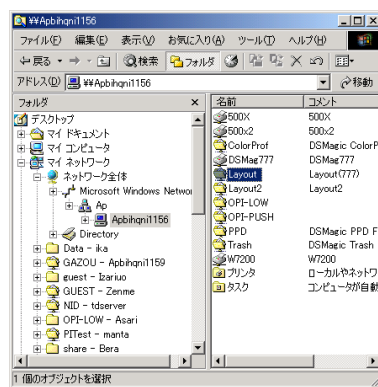 ¥¥Apbihqni1156
ファイル(F) 編集(E) 表示(V) お気に入り(A) ツール(T) ヘルプ(H)
戻る 検索 フォルダ
アドレス(D) ¥¥Apbihqni1156 移動
フォルダ
デスクトップ
マイ ドキュメント
マイ コンピュータ
マイ ネットワーク
ネットワーク全体
Microsoft Windows Networ
Ap
Apbihqni1156
Directory
Data - ika
GAZOU - Apbihqni1159
guest - Izariuo
GUEST - Zenme
NID - tdserver
OPI-LOW - Asari
PITest - manta
share - Bera
名前 コメント
500X 500X
500x2 500x2
ColorProf DSMagic ColorP
DSMag777 DSMag777
Layout Layout(777)
Layout2 Layout2
OPI-LOW
OPI-PUSH
PPD DSMagic PPD F
Trash DSMagic Trash
W7200 W7200
プリンタ ローカルやネットワ
タスク コンピュータが自動
1 個のオブジェクトを選択